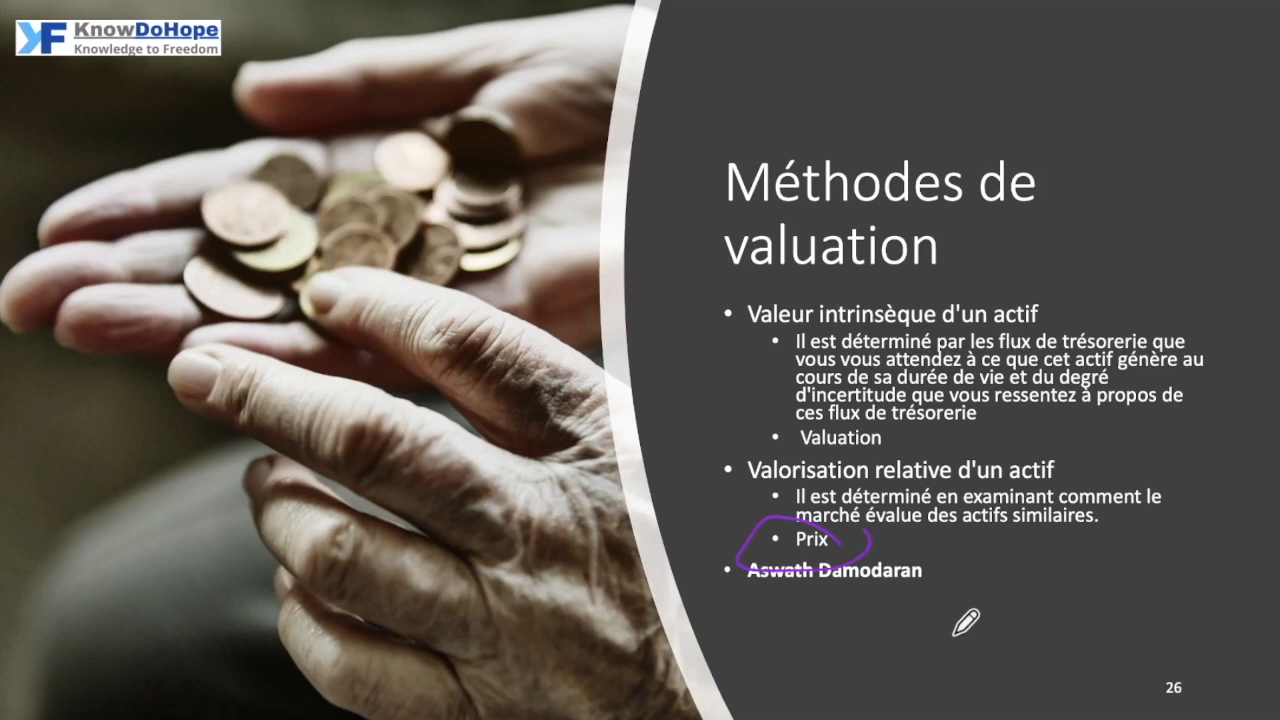 KnowDoHope
Knowledge to Freedom
Méthodes de
valuation
• Valeur intrinsèque d'un actif
• Il est déterminé par les flux de trésorerie que
vous vous attendez à ce que cet actif génère au
cours de sa durée de vie et du degré
d'incertitude que vous ressentez à propos de
ces flux de trésorerie
• Valuation
• Valorisation relative d'un actif
• Il est déterminé en examinant comment le
marché évalue des actifs similaires.
• Prix
• Aswath Damodaran
26